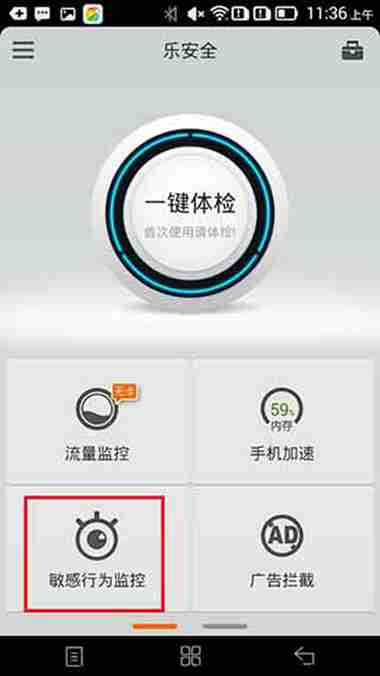 11:36 上午
乐安全
一键体检
首次使用请体检!
无卡
59%
内存
流量监控
手机加速
AD
敏感行为监控
广告拦截